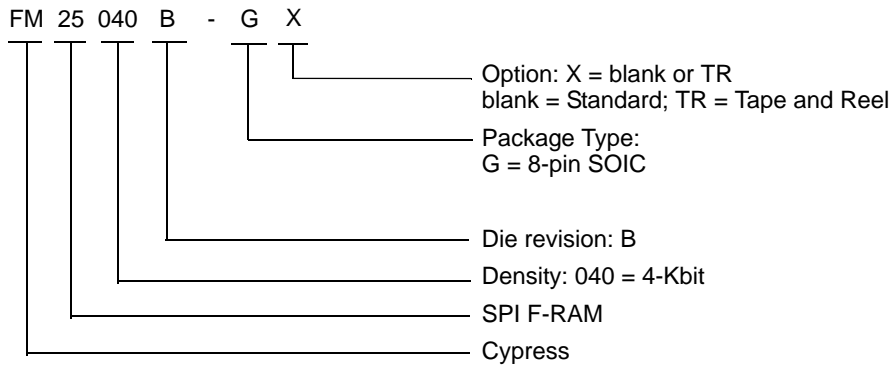 FM 25 040 B - G X
Option: X = blank or TR
blank = Standard; TR = Tape and Reel
Package Type:
G = 8-pin SOIC
Die revision: B
Density: 040 = 4-Kbit
SPI F-RAM
Cypress